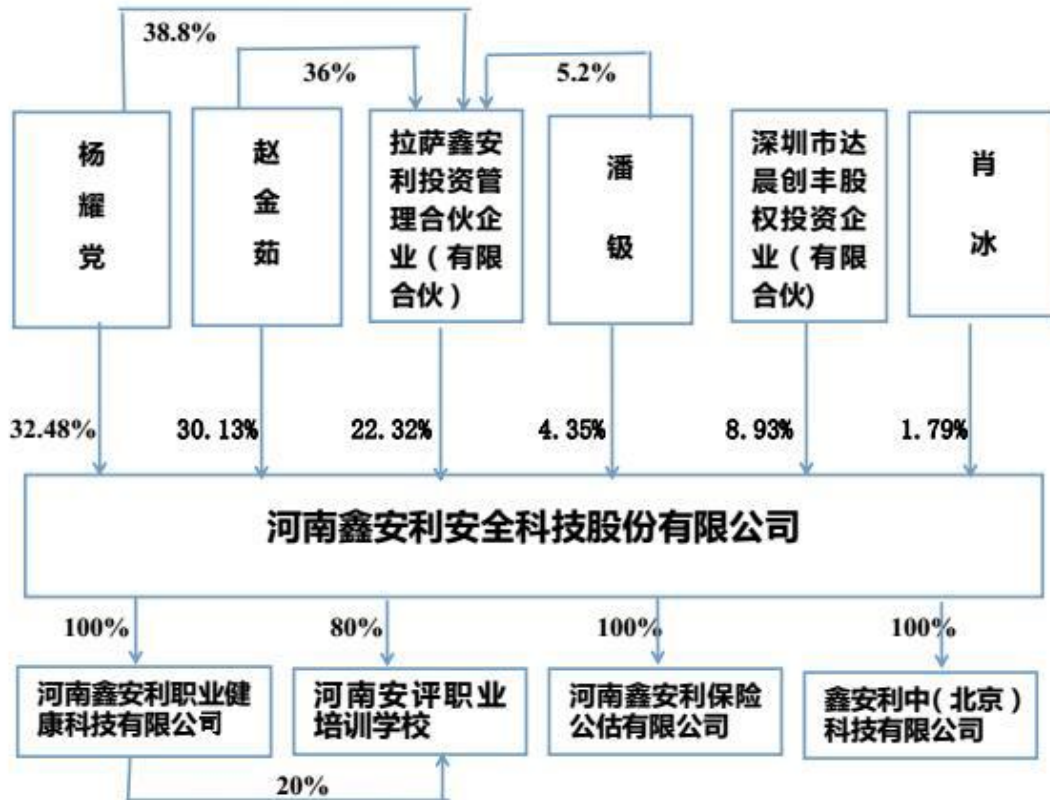 38.8%
36%
5.2%
杨
耀
党
赵
金
茹
拉萨鑫安
利投资管
理合伙企
业（有限
合伙）
潘
钑
深圳市达
晨创丰股
权投资企
业（有限
合伙)
肖
冰
32.48%
30.13%
22.32%
4.35%
8.93%
1.79%
河南鑫安利安全科技股份有限公司
100%
80%
100%
100%
河南鑫安利职业健
康科技有限公司
河南安评职业
培训学校
河南鑫安利保险
公估有限公司
鑫安利中（北京）
科技有限公司
20%